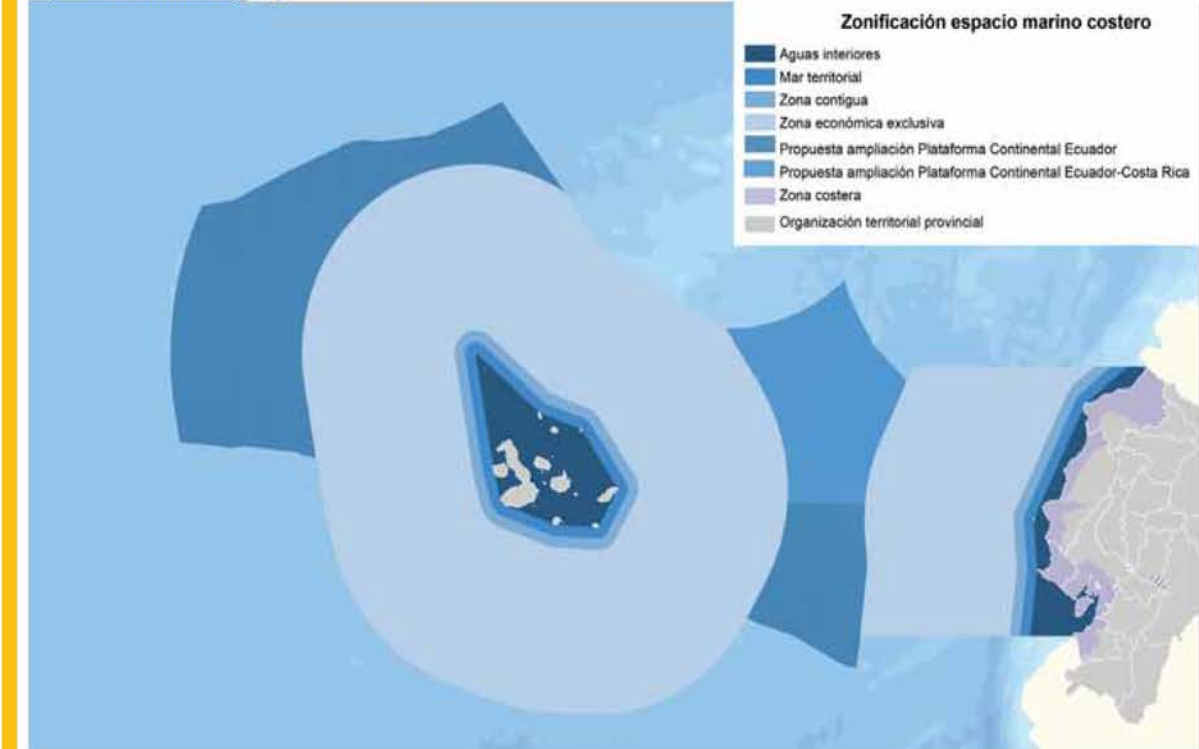 Zonificación espacio marino costero
Aguas interiores
Mar territorial
Zona contigua
Zona económica exclusiva
Propuesta ampliación Plataforma Continental Ecuador
Propuesta ampliación Plataforma Continental Ecuador-Costa Rica
Zona costera
Organización territorial provincial